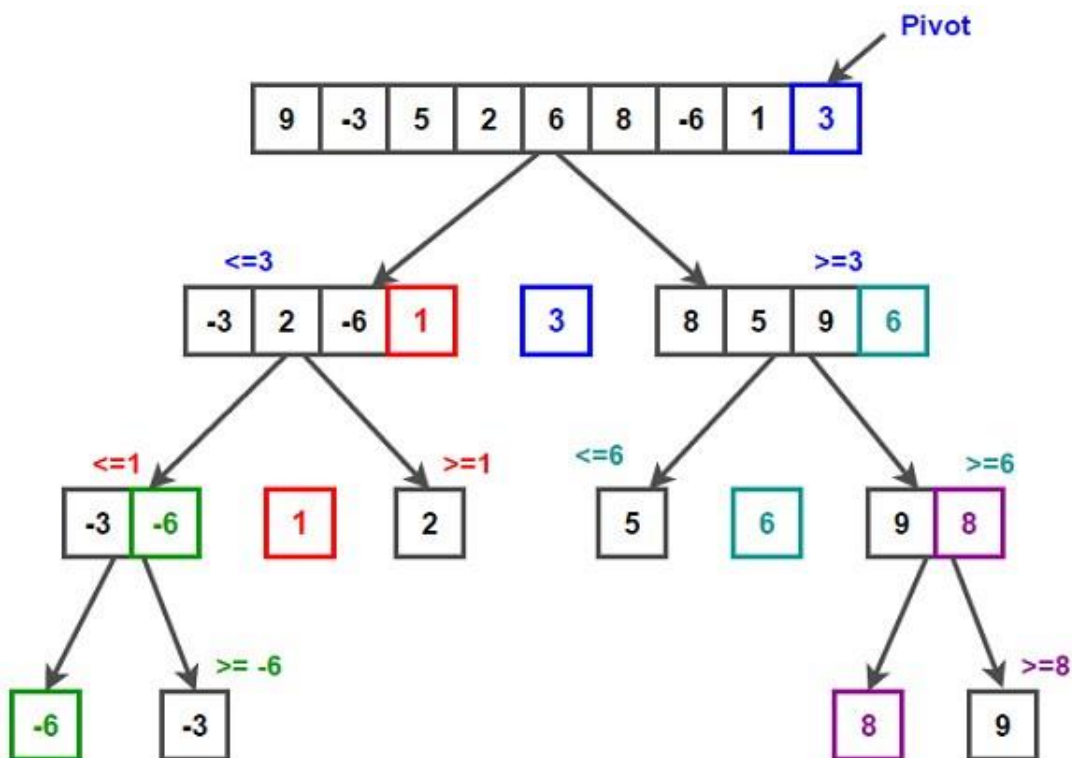 Pivot
9 -3 5 2 6 8 -6 1 3
<=3 >=3
-3 2 -6 1 3 8 5 9 6
<=1 >=1 <=6 >=6
-3 -6 1 2 5 6 9 8
>= -6 >=8
-6 -3 8 9